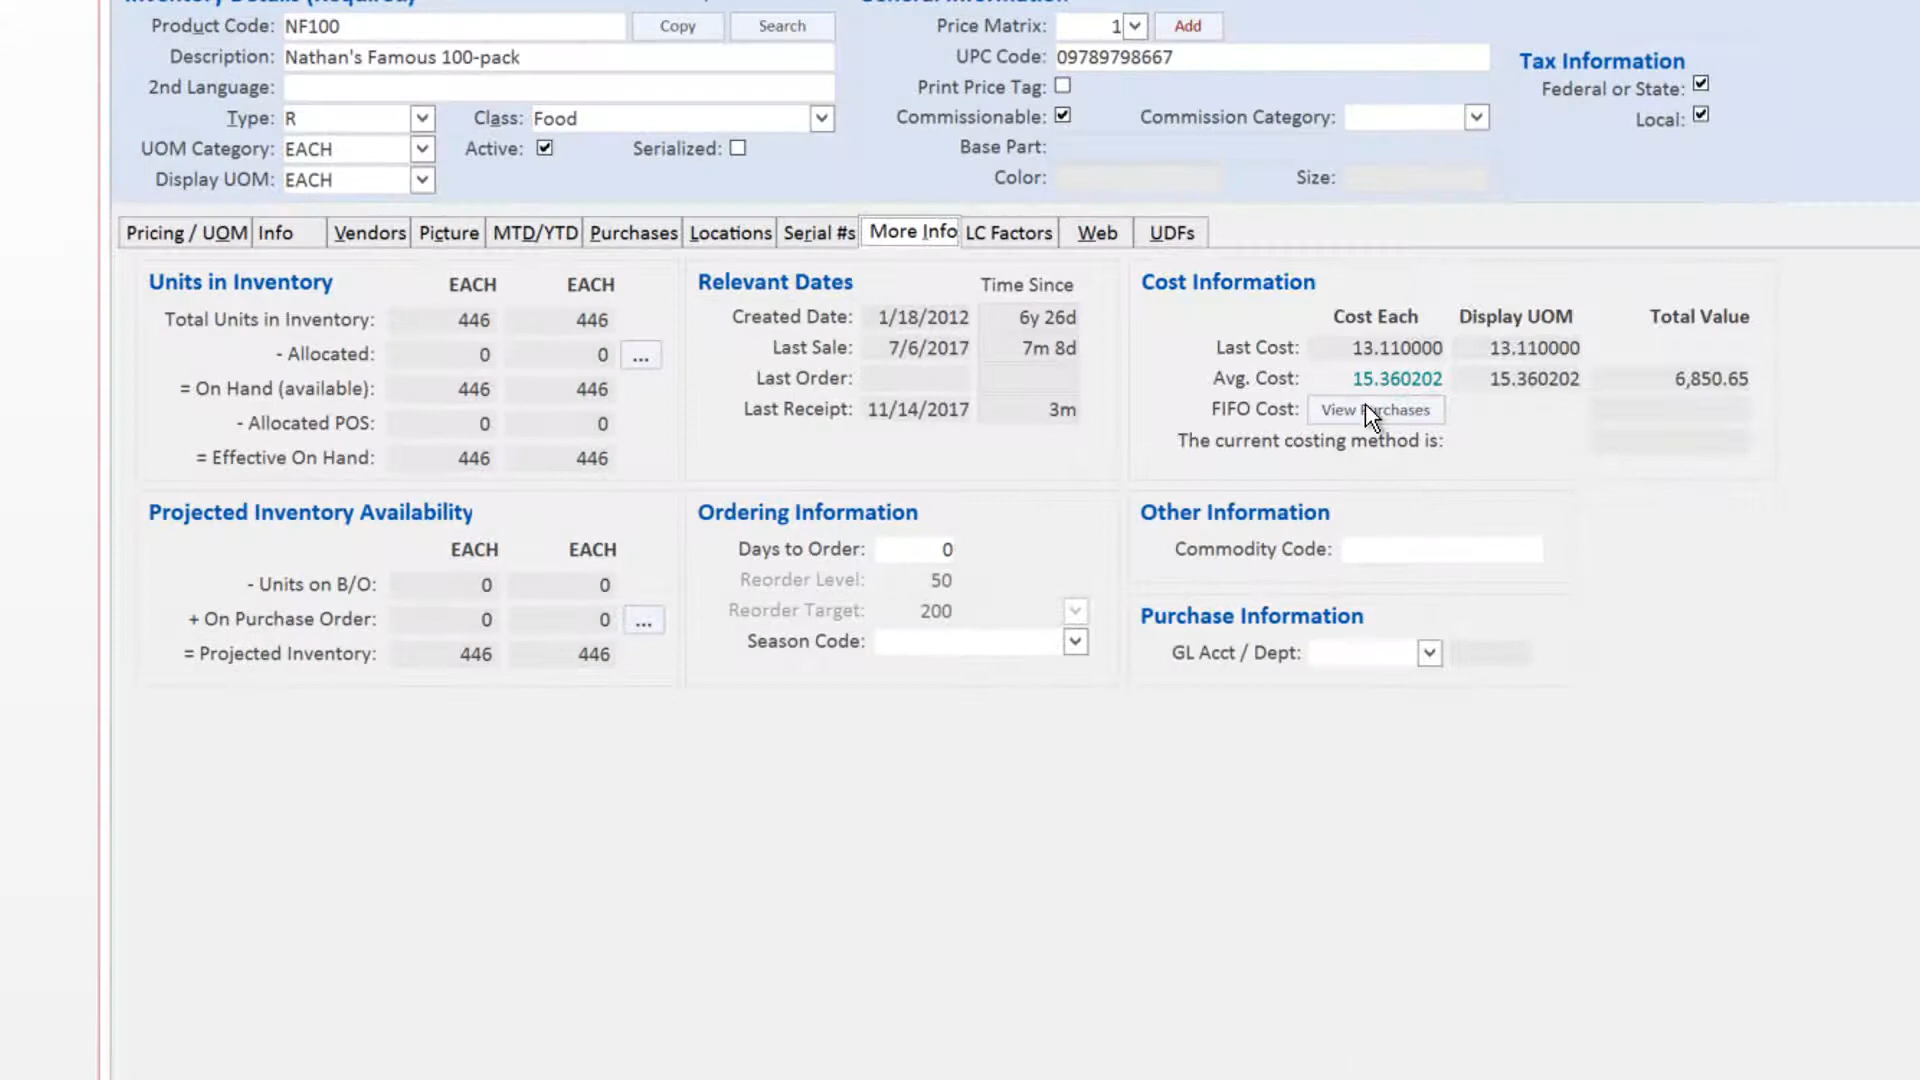 Product Code: NF100 Copy Search Price Matrix: 1 Add
Description: Nathan's Famous 100-pack UPC Code: 09789798667 Tax Information
2nd Language: Print Price Tag: Federal or State:
Type: R Class: Food Commissionable: Commission Category: Local:
UOM Category: EACH Active: Serialized: Base Part:
Display UOM: EACH Color: Size:
Pricing / UOM Info Vendors Picture MTD/YTD Purchases Locations Serial #s More Info LC Factors Web UDFs
Units in Inventory EACH EACH
Total Units in Inventory: 446 446
- Allocated: 0 0 ...
= On Hand (available): 446 446
- Allocated POS: 0 0
= Effective On Hand: 446 446
Relevant Dates Time Since
Created Date: 1/18/2012 6y 26d
Last Sale: 7/6/2017 7m 8d
Last Order:
Last Receipt: 11/14/2017 3m
Cost Information
Cost Each Display UOM Total Value
Last Cost: 13.110000 13.110000
Avg. Cost: 15.360202 15.360202 6,850.65
FIFO Cost: View Purchases
The current costing method is:
Projected Inventory Availability
EACH EACH
- Units on B/O: 0 0
+ On Purchase Order: 0 0 ...
= Projected Inventory: 446 446
Ordering Information
Days to Order: 0
Reorder Level: 50
Reorder Target: 200
Season Code:
Other Information
Commodity Code:
Purchase Information
GL Acct / Dept: